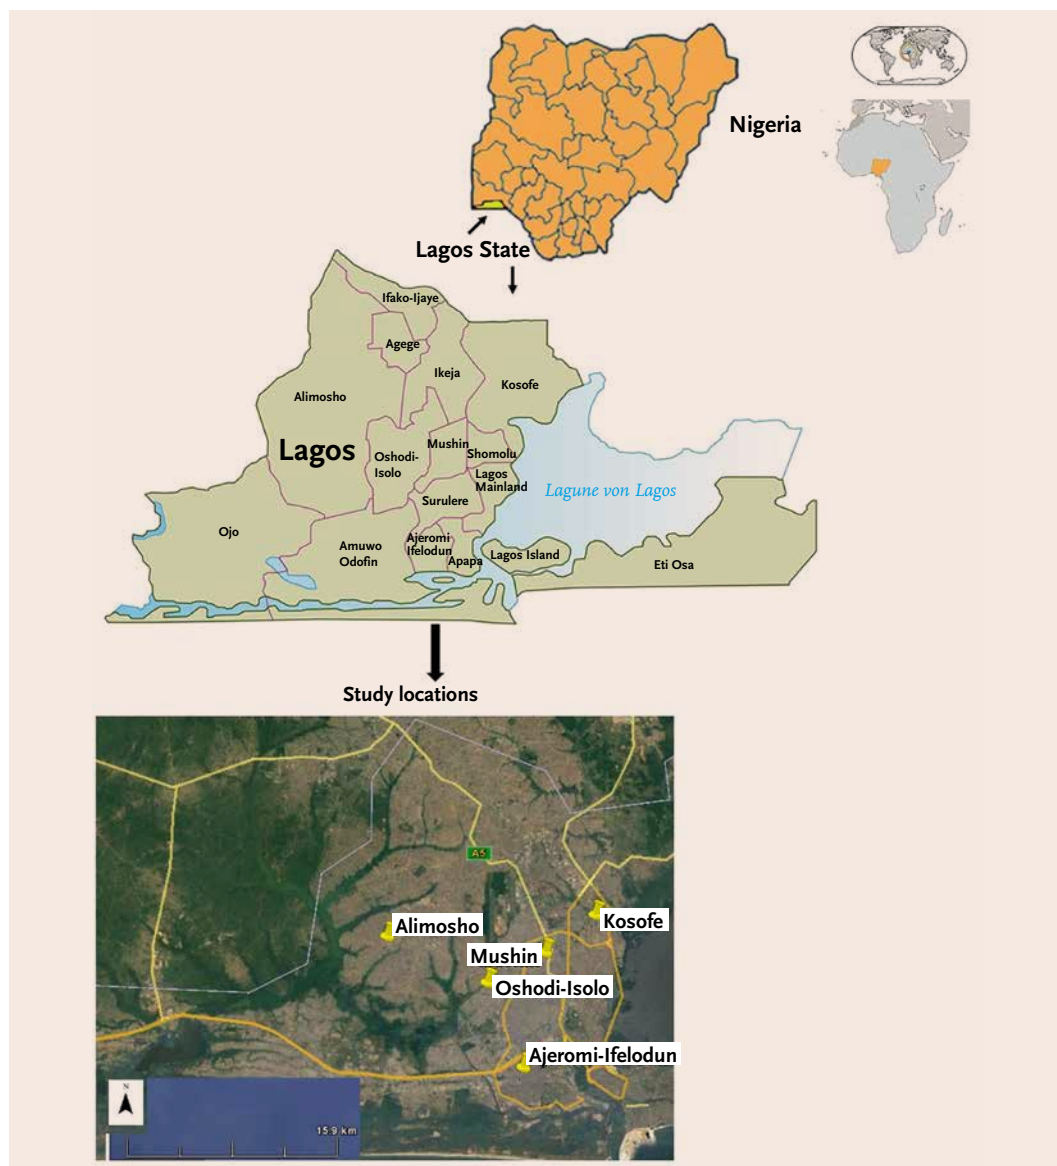 Nigeria
Lagos State
Ifako-Ijaye
Agege
Ikeja
Kosofe
Alimosho
Lagos
Mushin
Shomolu
Oshodi-
Isolo
Lagos
Mainland
Surulere
Lagune von Lagos
Ojo
Amuwo
Odofin
Ajeromi
Ifelodun
Apapa
Lagos Island
Eti Osa
Study locations
A5
Alimosho
Kosofe
Mushin
Oshodi-Isolo
Ajeromi-Ifelodun
N
15.9 km